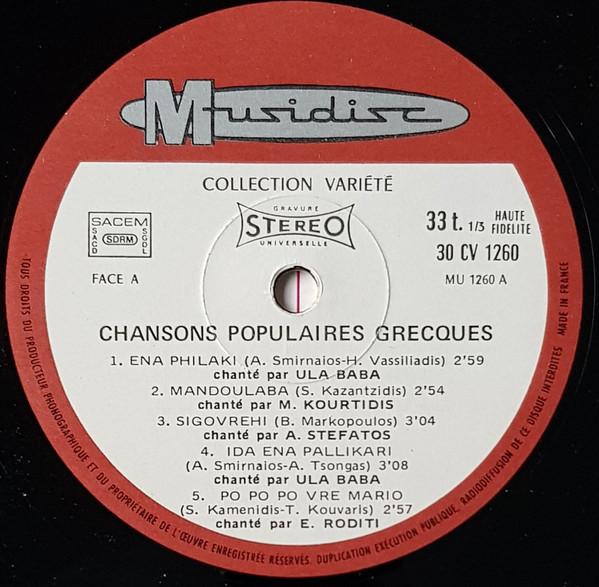 Musidisc
COLLECTION VARIÉTÉ
SACEM
SACD
SDRM
SGDL
GRAVURE
STEREO
UNIVERSELLE
33 t. 1/3 HAUTE FIDELITE
30 CV 1260
FACE A
MU 1260 A
CHANSONS POPULAIRES GRECQUES
1. ENA PHILAKI (A. Smirnaios-H. Vassiliadis) 2'59
chanté par ULA BABA
2. MANDOULABA (S. Kazantzidis) 2'54
chanté par M. KOURTIDIS
3. SIGOVREHI (B. Markopoulos) 3'04
chanté par A. STEFATOS
4. IDA ENA PALLIKARI
(A. Smirnaios-A. Tsongas) 3'08
chanté par ULA BABA
5. PO PO PO VRE MARIO
(S. Kamenidis-T. Kouvaris) 2'57
chanté par E. RODITI
TOUS DROITS DU PRODUCTEUR PHONOGRAPHIQUE ET DU PROPRIÉTAIRE DE L'ŒUVRE ENREGISTRÉE RÉSERVÉS. DUPLICATION EXÉCUTION PUBLIQUE, RADIODIFFUSION DE CE DISQUE INTERDITES MADE IN FRANCE